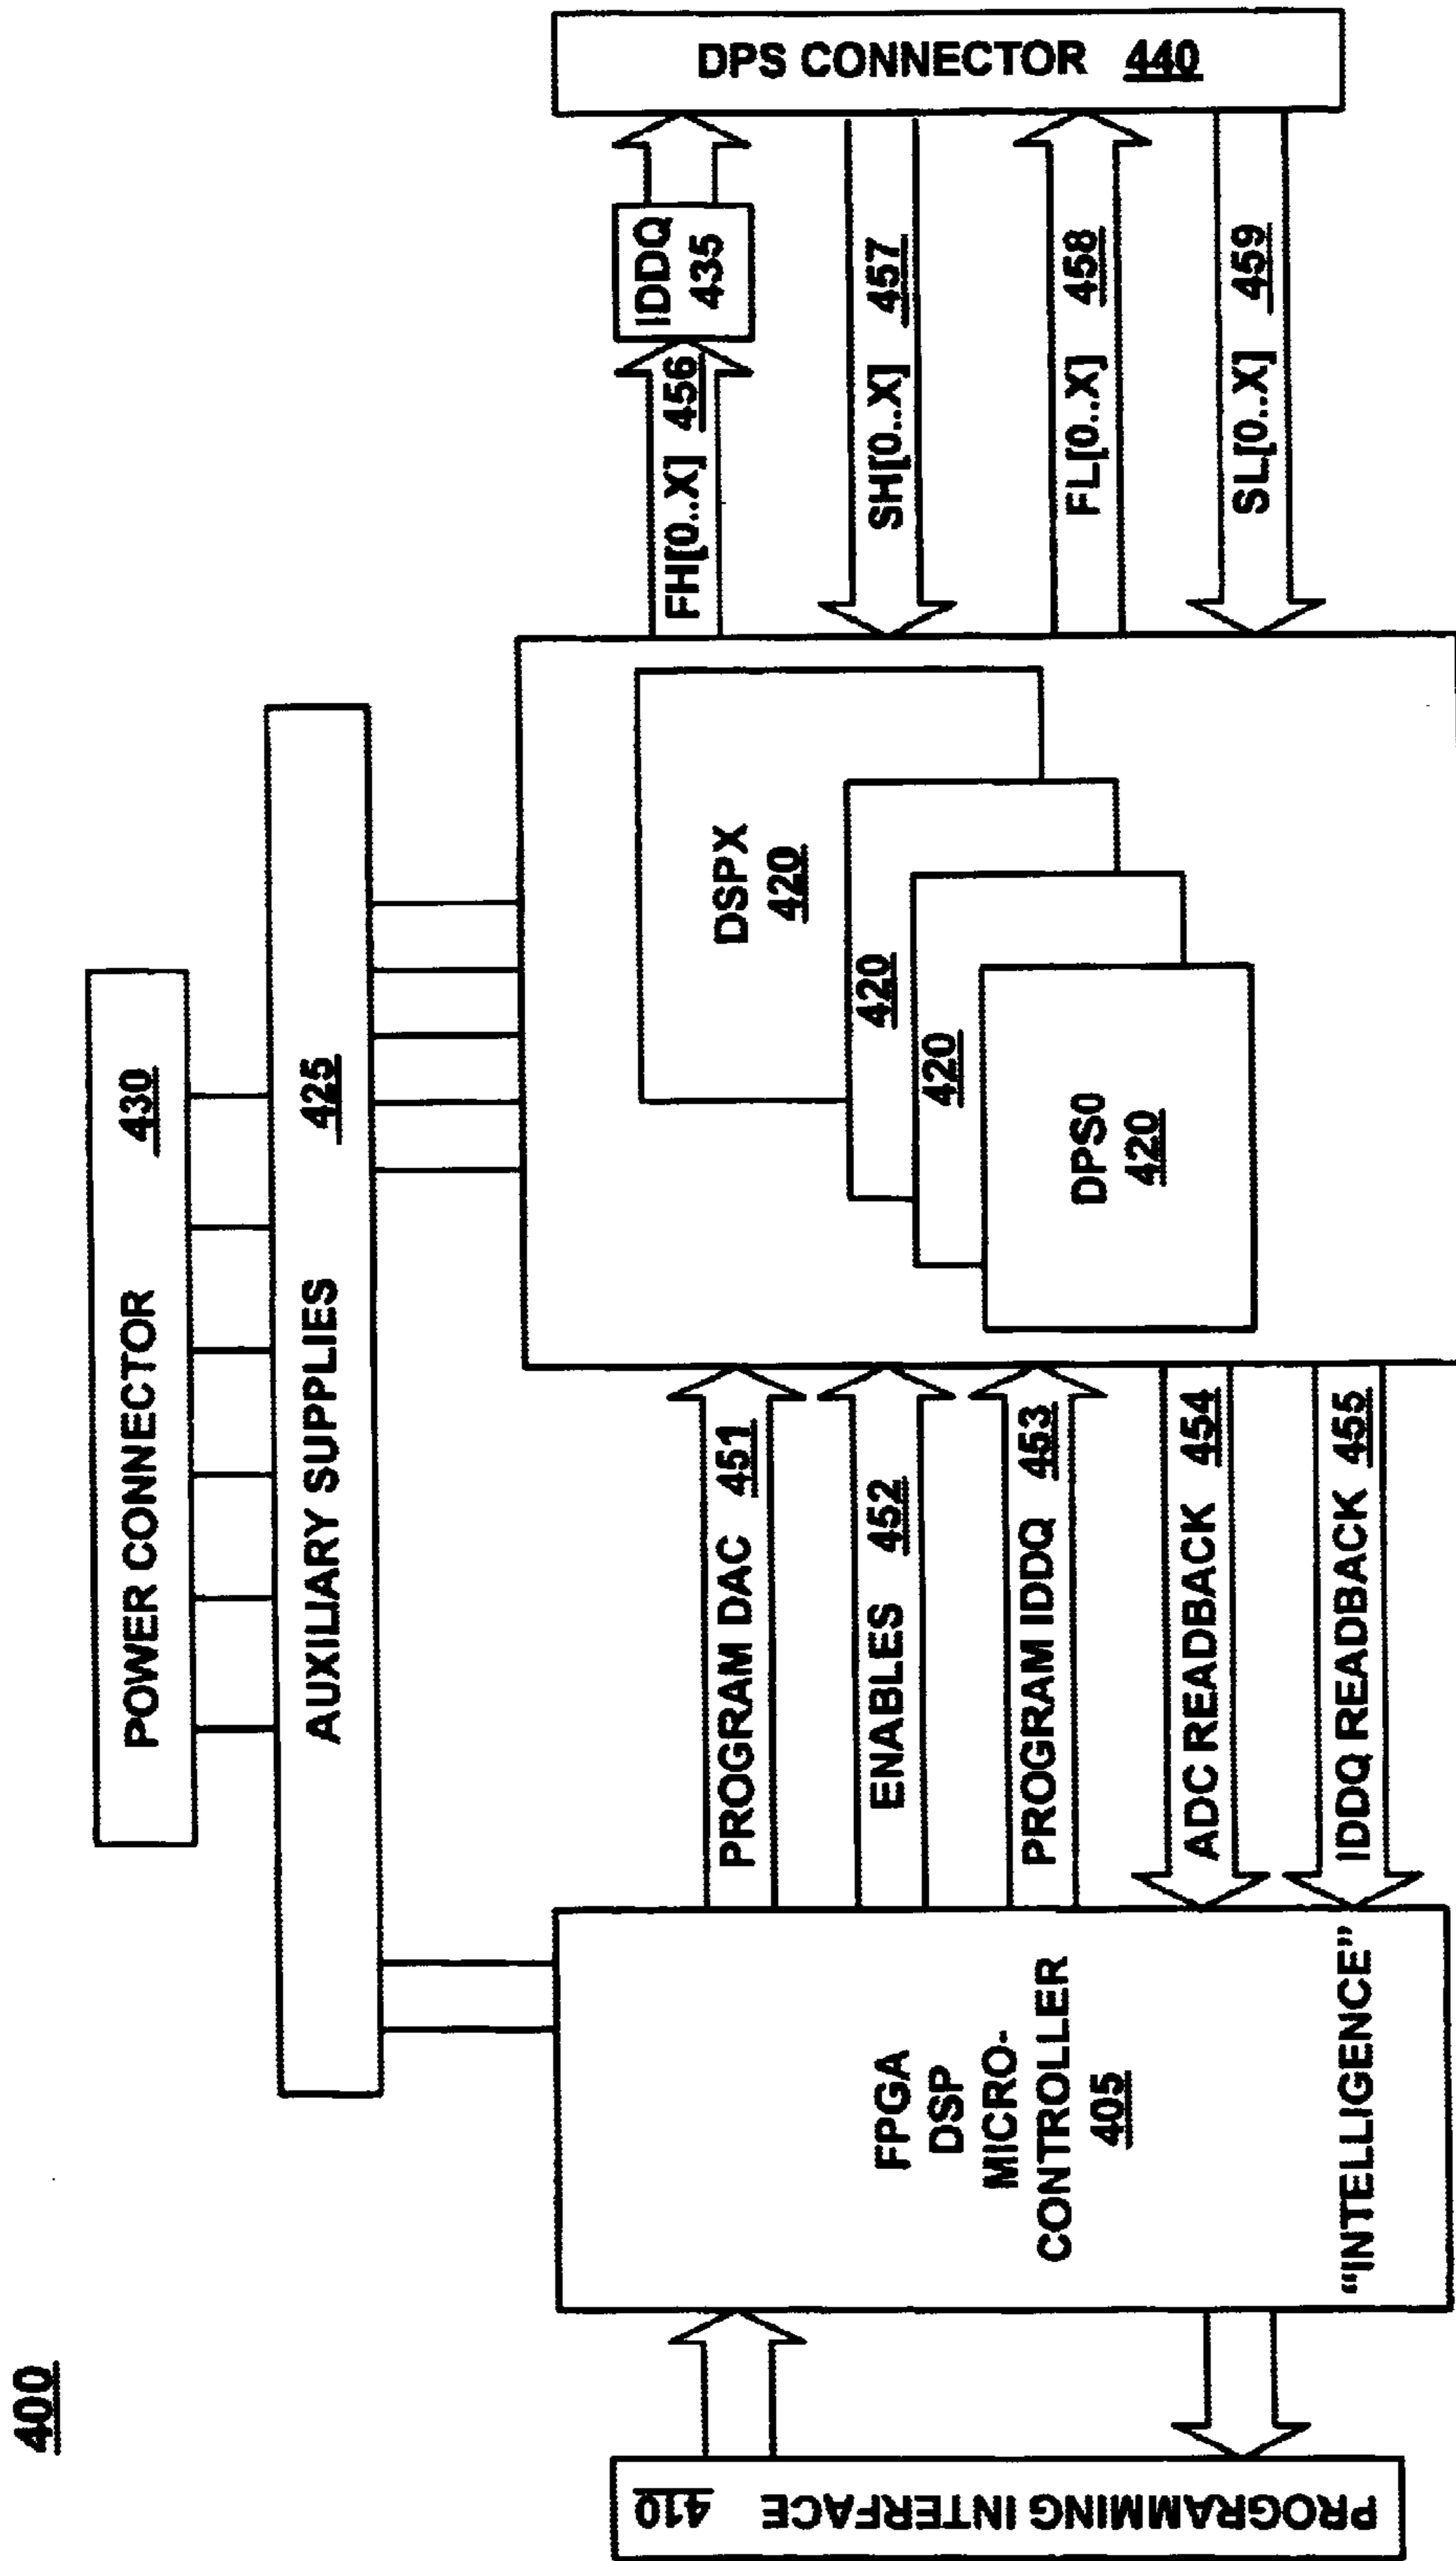 400
POWER CONNECTOR 430
AUXILIARY SUPPLIES 425
PROGRAMMING INTERFACE 410
FPGA
DSP
MICRO-
CONTROLLER
405
“INTELLIGENCE”
PROGRAM DAC 451
ENABLES 452
PROGRAM IDDQ 453
ADC READBACK 454
IDDQ READBACK 455
DSPX
420
420
420
DPS0
420
FH[0..X] 456
IDDQ
435
SH[0..X] 457
FL[0..X] 458
SL[0..X] 459
DPS CONNECTOR 440